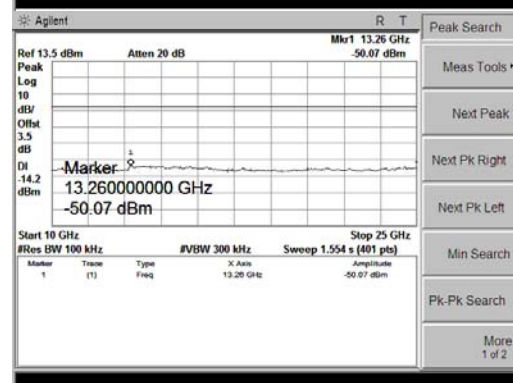 Agilent
R T
Mkr1 13.26 GHz
Ref 13.5 dBm
Atten 20 dB
-50.07 dBm
Peak
Log
10
dB/
Offst
3.5
dB
DI
-14.2
dBm
1
Marker
13.260000000 GHz
-50.07 dBm
Start 10 GHz
Stop 25 GHz
#Res BW 100 kHz
#VBW 300 kHz
Sweep 1.554 s (401 pts)
Marker Trace Type X Axis Amplitude
1 (1) Freq 13.26 GHz -50.07 dBm
Peak Search
Meas Tools
Next Peak
Next Pk Right
Next Pk Left
Min Search
Pk-Pk Search
More
1 of 2